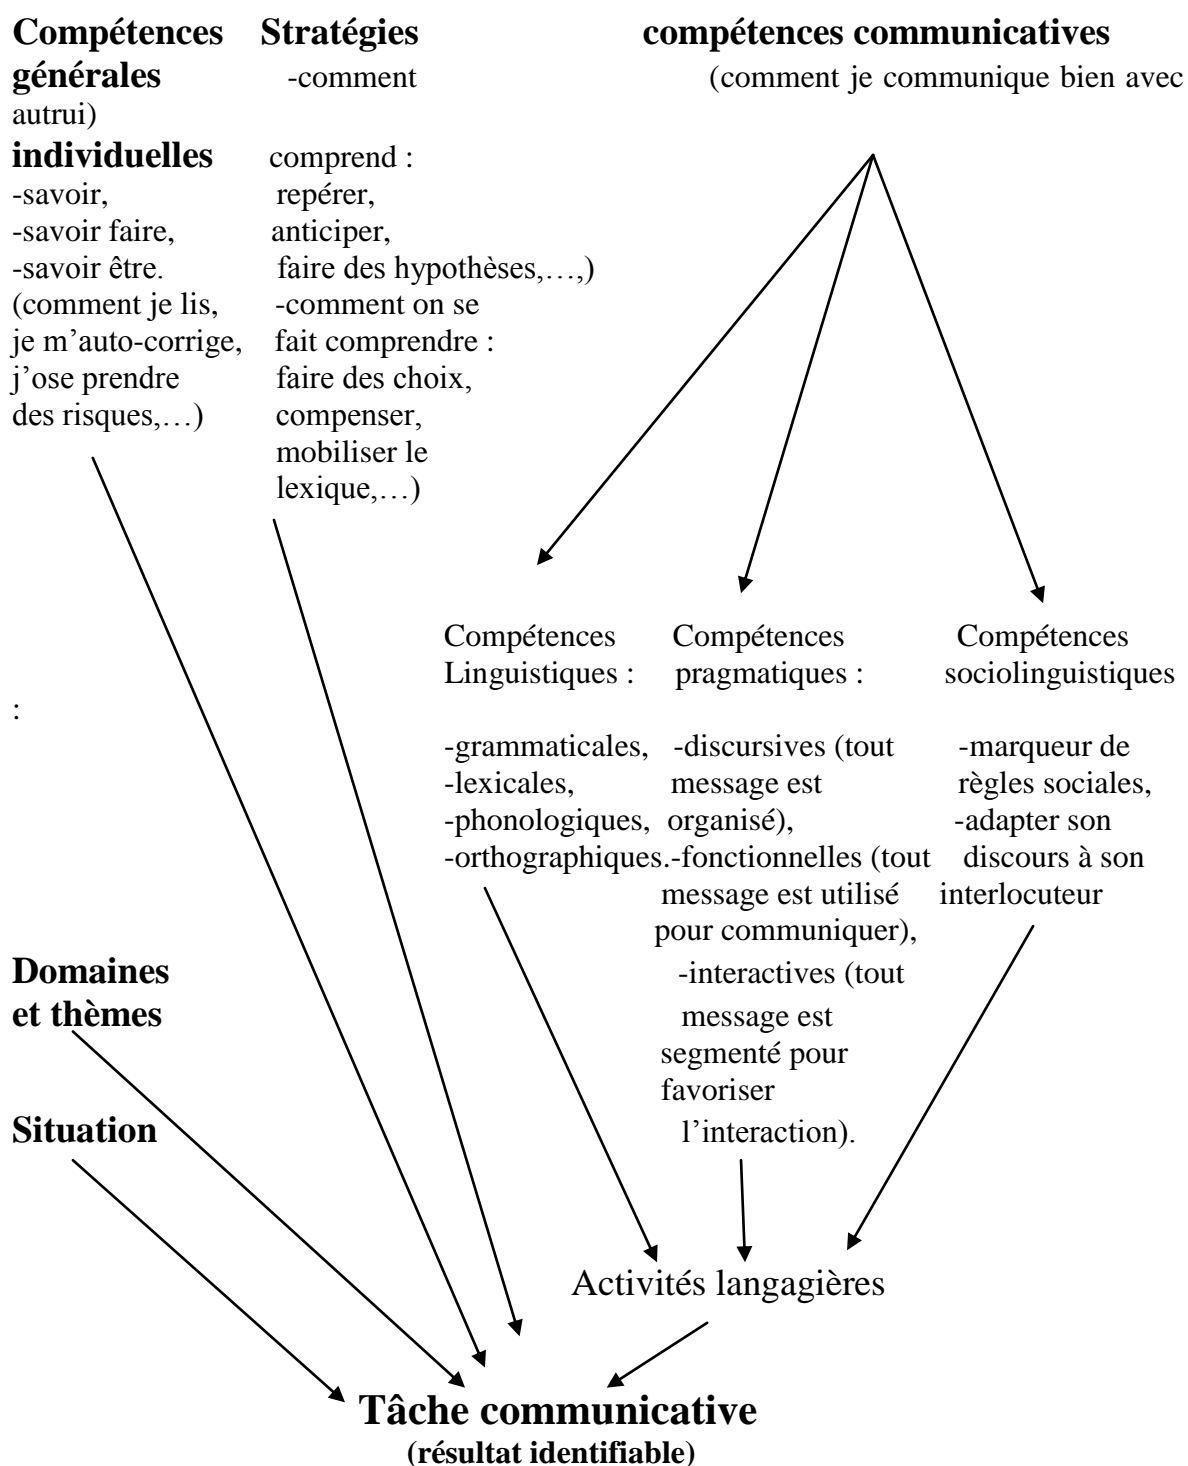 Compétences Stratégies compétences communicatives
générales -comment (comment je communique bien avec
autrui)
individuelles comprend :
-savoir, repérer,
-savoir faire, anticiper,
-savoir être. faire des hypothèses,…,)
(comment je lis, -comment on se
je m’auto-corrige, fait comprendre :
j’ose prendre faire des choix,
des risques,…) compenser,
mobiliser le
lexique,…)
Compétences Compétences Compétences
Linguistiques : pragmatiques : sociolinguistiques
:
-grammaticales, -discursives (tout -marqueur de
-lexicales, message est règles sociales,
-phonologiques, organisé), -adapter son
-orthographiques.-fonctionnelles (tout discours à son
message est utilisé interlocuteur
pour communiquer),
Domaines -interactives (tout
et thèmes message est
segmenté pour
favoriser
Situation l’interaction).
Activités langagières
Tâche communicative
(résultat identifiable)